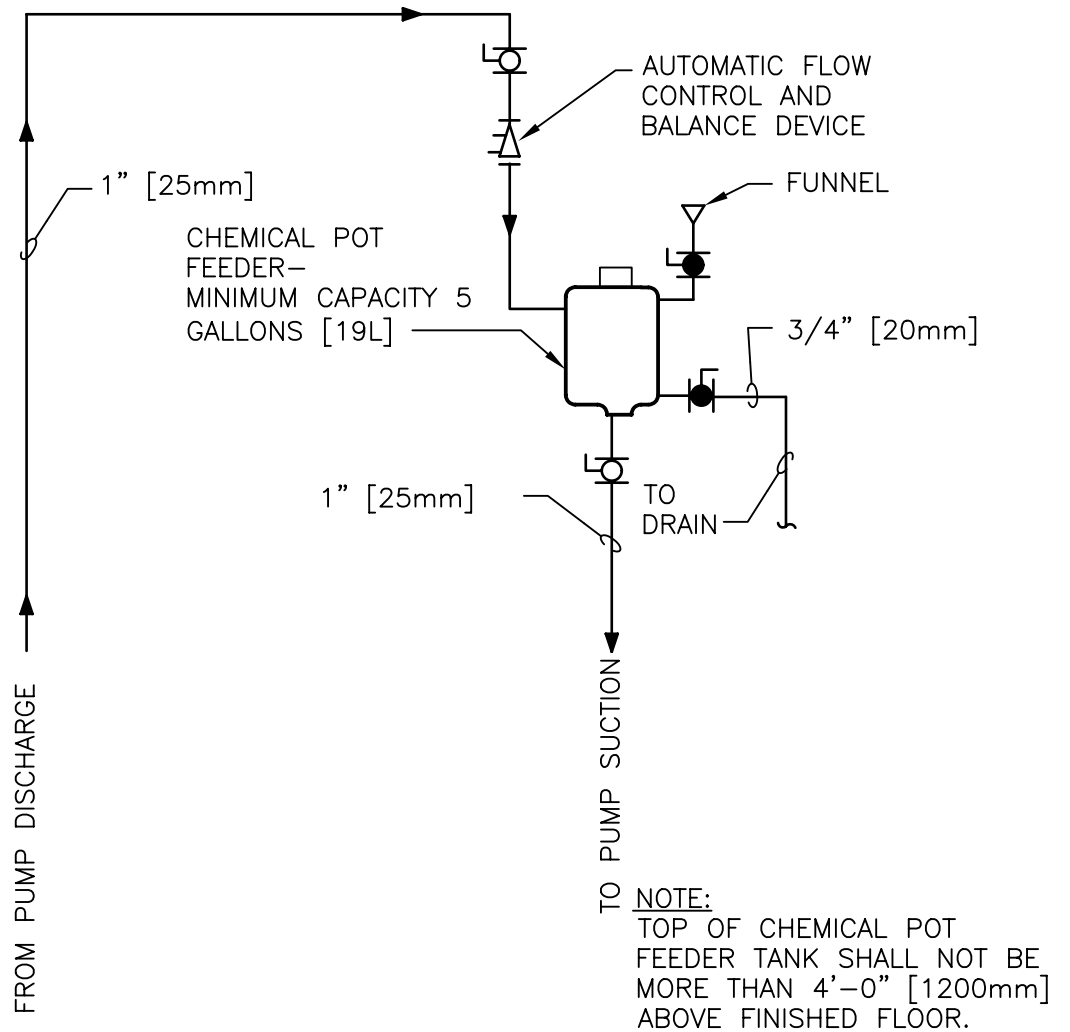 AUTOMATIC FLOW
CONTROL AND
BALANCE DEVICE
1" [25mm]
FUNNEL
CHEMICAL POT
FEEDER-
MINIMUM CAPACITY 5
GALLONS [19L]
3/4" [20mm]
1" [25mm]
TO
DRAIN
FROM PUMP DISCHARGE
TO PUMP SUCTION
NOTE:
TOP OF CHEMICAL POT
FEEDER TANK SHALL NOT BE
MORE THAN 4'-0" [1200mm]
ABOVE FINISHED FLOOR.